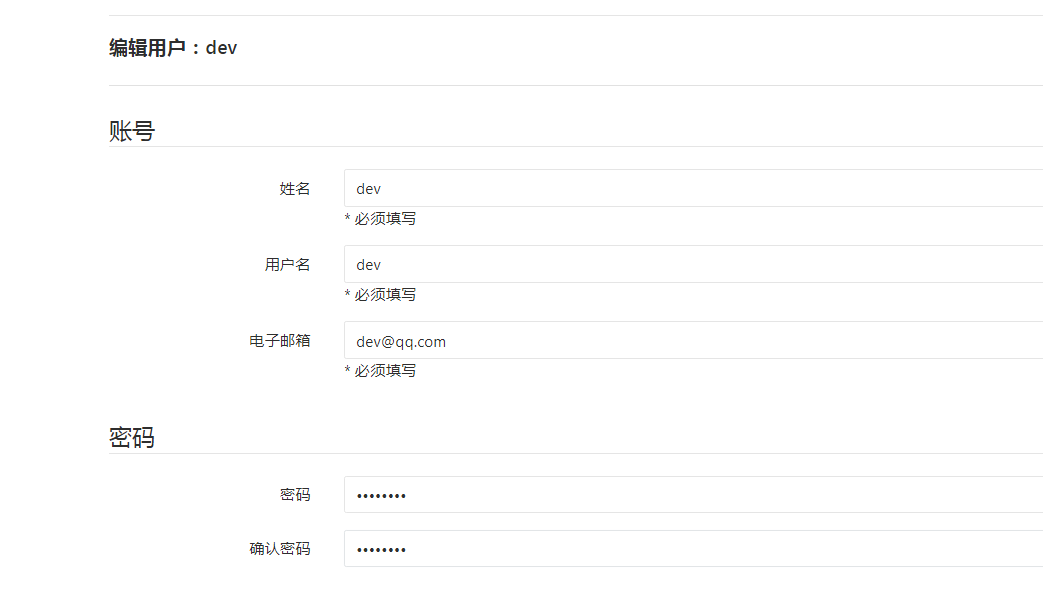 编辑用户：dev
账号
姓名
dev
* 必须填写
用户名
dev
* 必须填写
电子邮箱
dev@qq.com
* 必须填写
密码
密码
••••••••
确认密码
••••••••